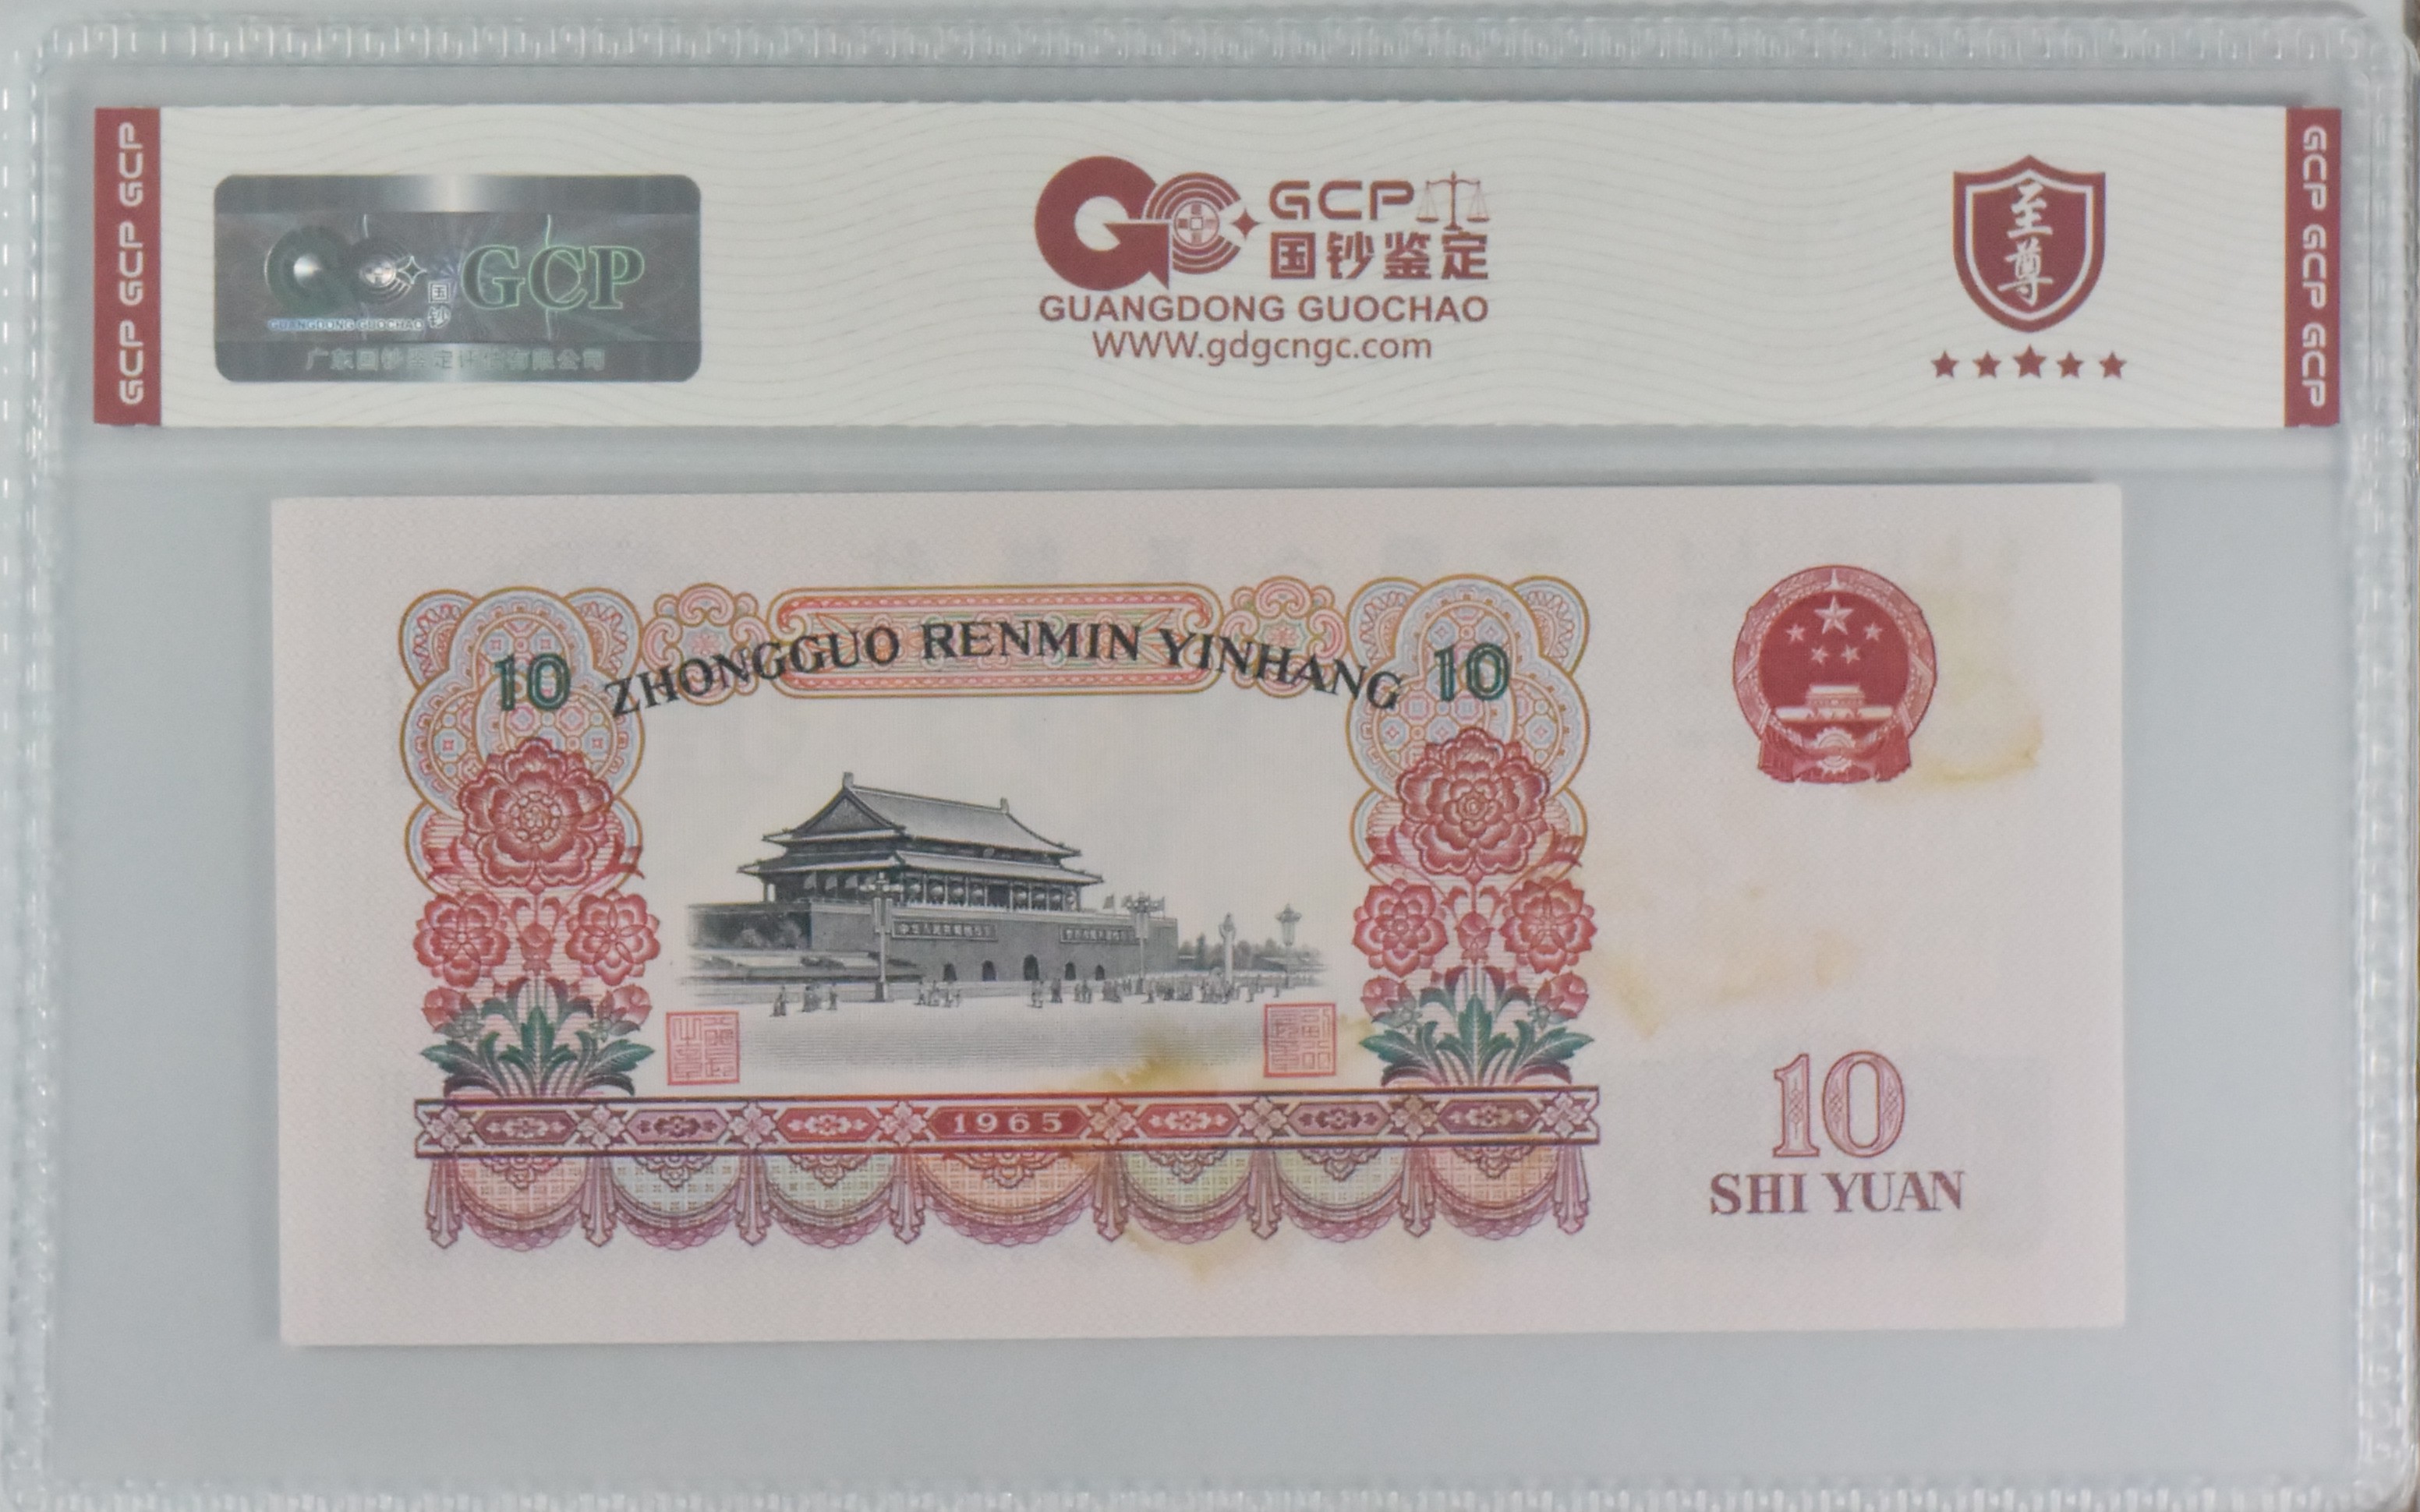 GCP GCP GCP
国钞
GCP
GUANGDONG GUOCHAO
广东国钞鉴定评估有限公司
GCP
国钞鉴定
GUANGDONG GUOCHAO
WWW.gdgcngc.com
至尊
GCP GCP GCP
10 ZHONGGUO RENMIN YINHANG 10
1965
10
SHI YUAN